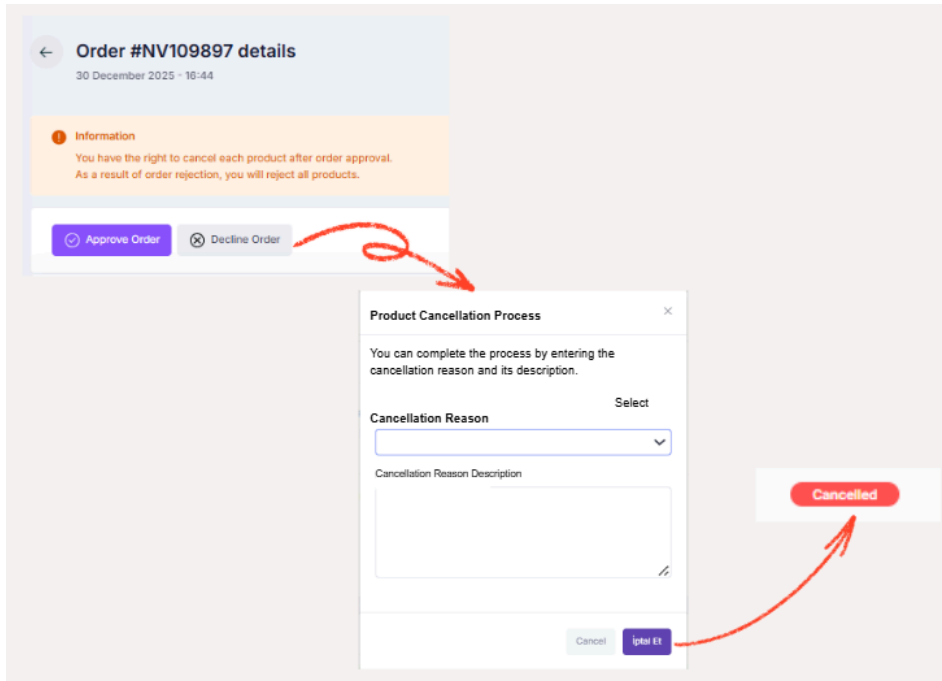 Order #NV109897 details
30 December 2025 - 16:44
Information
You have the right to cancel each product after order approval.
As a result of order rejection, you will reject all products.
Approve Order
Decline Order
Product Cancellation Process
You can complete the process by entering the
cancellation reason and its description.
Select
Cancellation Reason
Cancellation Reason Description
Cancelled
Cancel
İptal Et